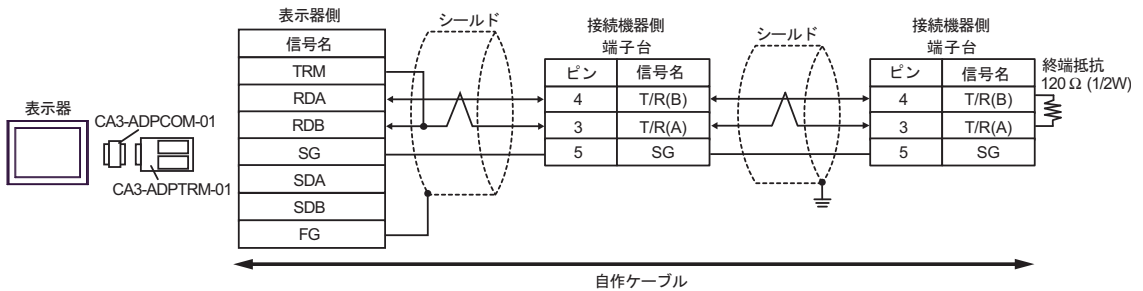 表示器
CA3-ADPCOM-01
CA3-ADPTRM-01
表示器側
信号名
TRM
RDA
RDB
SG
SDA
SDB
FG
シールド
接続機器側
端子台
ピン 信号名
4 T/R(B)
3 T/R(A)
5 SG
シールド
接続機器側
端子台
ピン 信号名
4 T/R(B)
3 T/R(A)
5 SG
終端抵抗
120 Ω (1/2W)
自作ケーブル